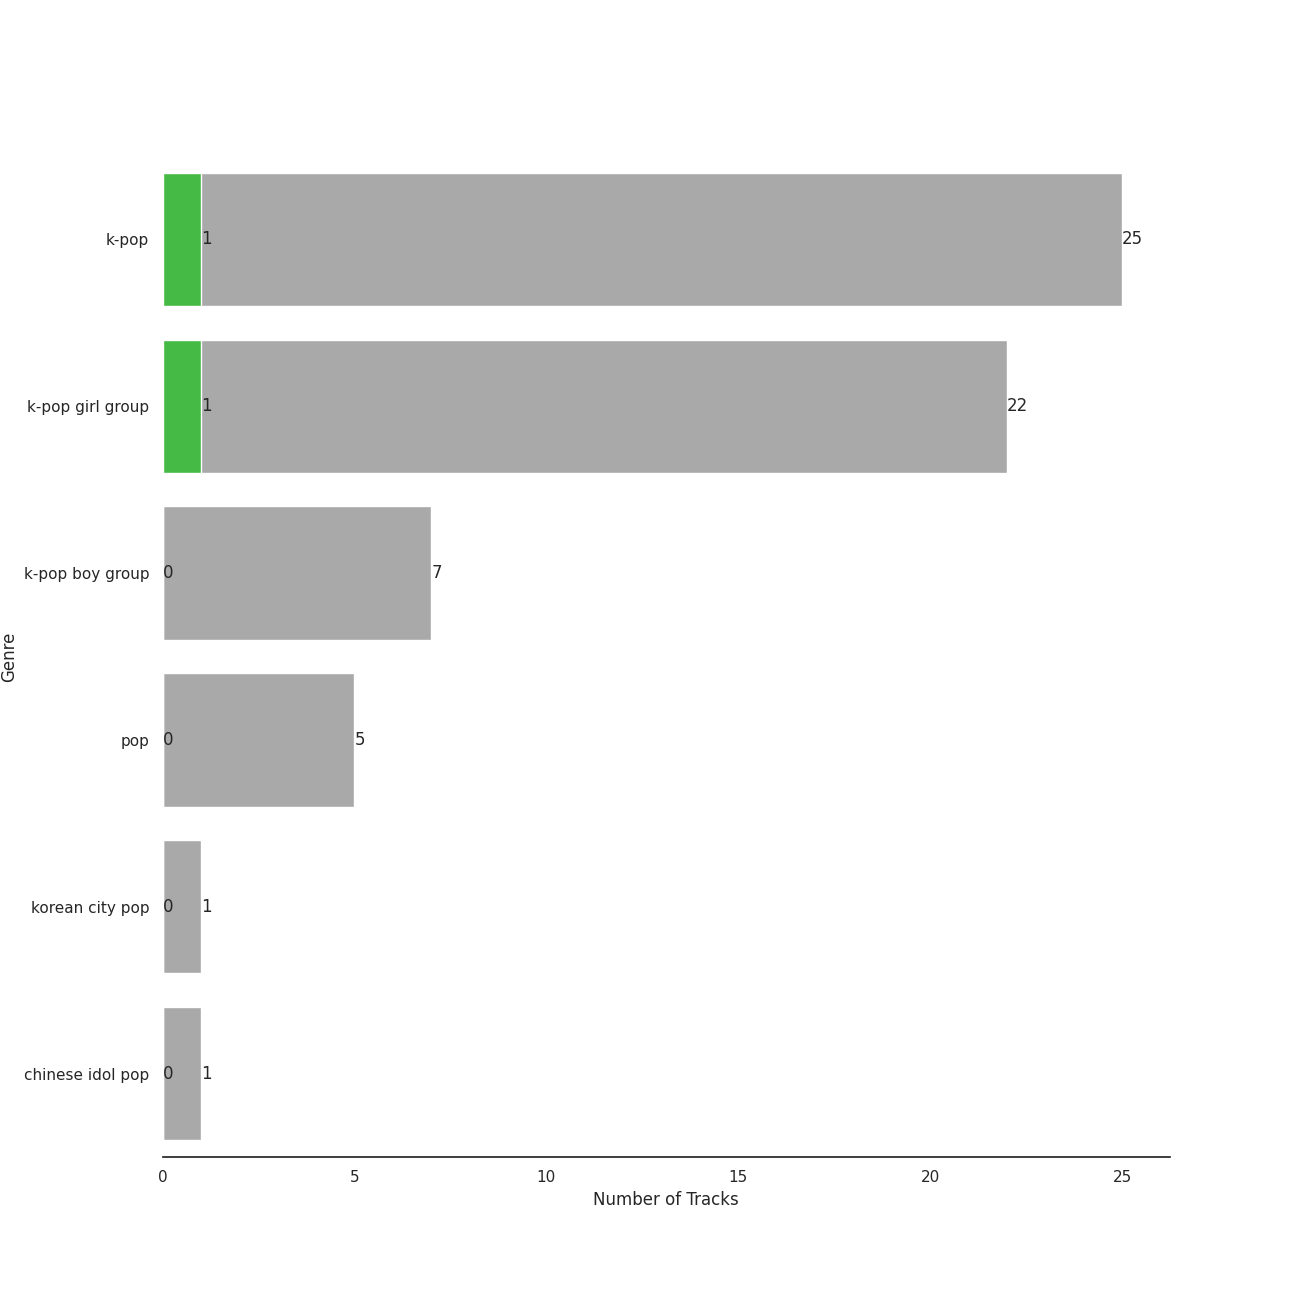 k-pop 1 25
k-pop girl group 1 22
k-pop boy group 0 7
pop 0 5
korean city pop 0 1
chinese idol pop 0 1
Genre
0 5 10 15 20 25
Number of Tracks